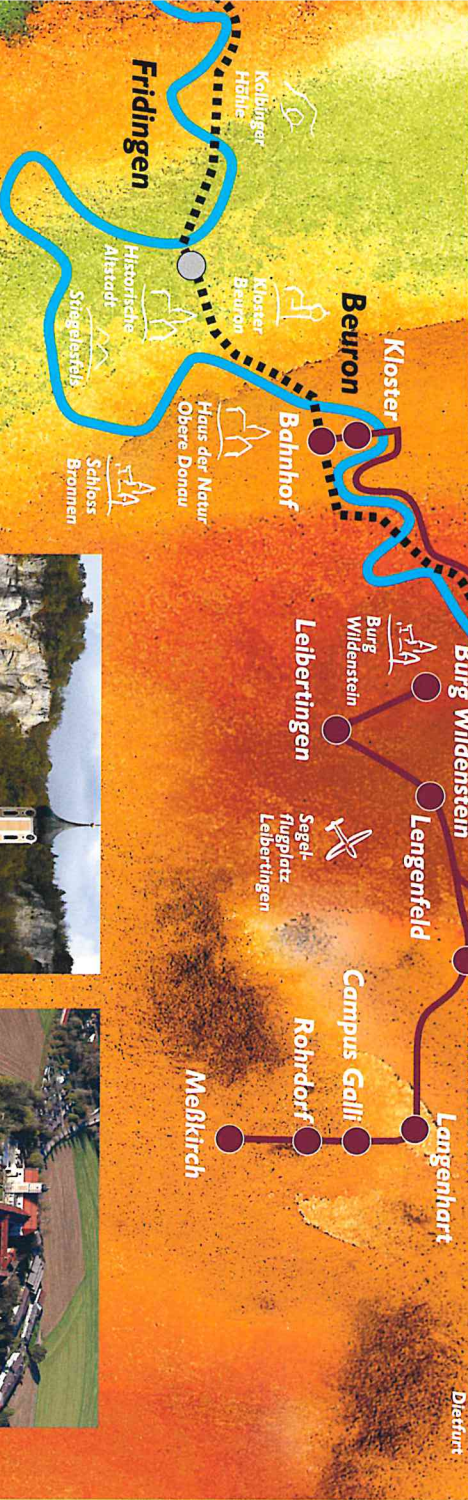 Kolbinger
Höhle
Fridingen
Historische
Altstadt
Stiegelesfels
Kloster
Beuron
Beuron
Kloster
Bahnhof
Haus der Natur
Obere Donau
Schloss
Bronnen
Burg Wildenstein
Burg
Wildenstein
Leibertingen
Lengenfeld
Segel-
flugplatz
Leibertingen
Campus Galli
Rohrdorf
Meßkirch
Langenhart
Dietfurt